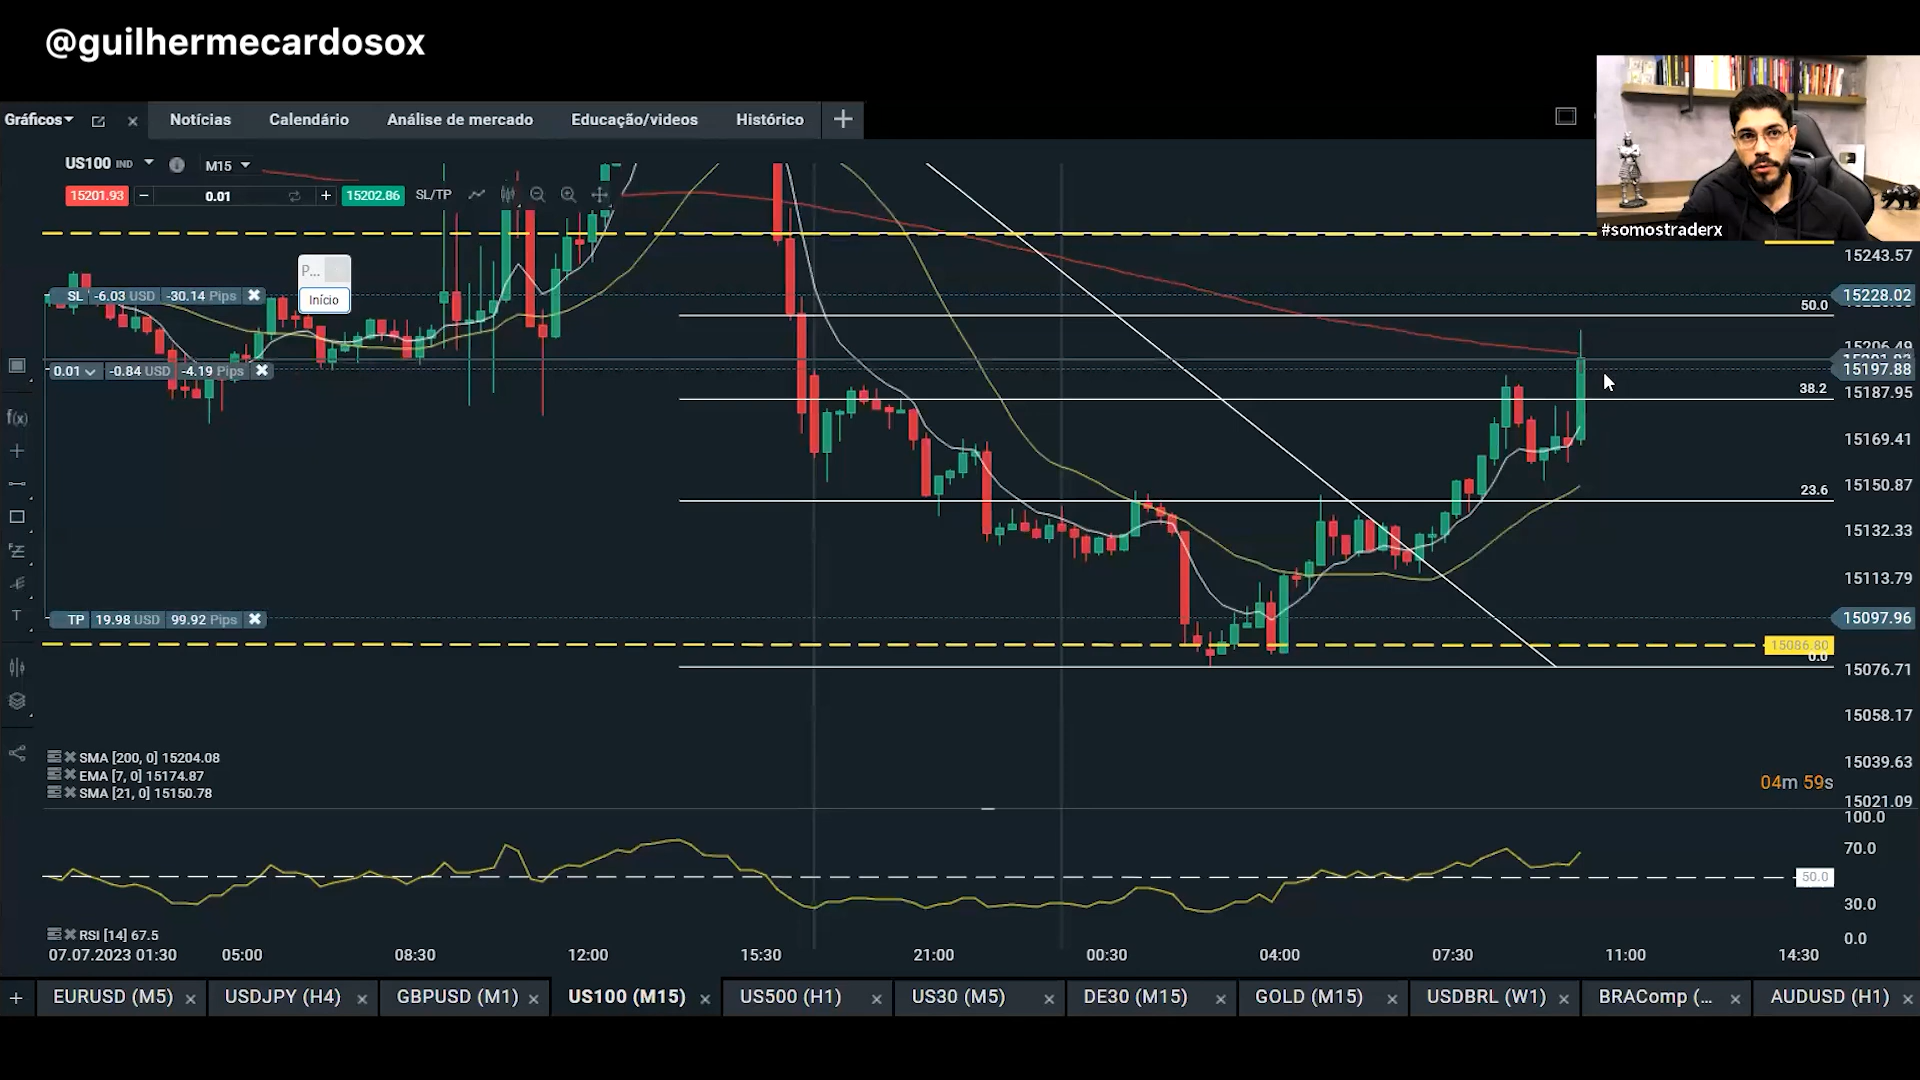 @guilhermecardosox
Gráficos
Notícias
Calendário
Análise de mercado
Educação/videos
Histórico
US100 IND
M15
15201.93
0.01
15202.86
SL/TP
#somostraderx
P...
Início
SL -6.03 USD -30.14 Pips
0.01 -0.84 USD -4.19 Pips
TP 19.98 USD 99.92 Pips
50.0
38.2
23.6
0.0
15243.57
15228.02
15206.49
15197.88
15187.95
15169.41
15150.87
15132.33
15113.79
15097.96
15086.80
15076.71
15058.17
15039.63
15021.09
SMA [200, 0] 15204.08
EMA [7, 0] 15174.87
SMA [21, 0] 15150.78
04m 59s
100.0
70.0
50.0
30.0
0.0
RSI [14] 67.5
07.07.2023 01:30
05:00
08:30
12:00
15:30
21:00
00:30
04:00
07:30
11:00
14:30
EURUSD (M5)
USDJPY (H4)
GBPUSD (M1)
US100 (M15)
US500 (H1)
US30 (M5)
DE30 (M15)
GOLD (M15)
USDBRL (W1)
BRAComp (...
AUDUSD (H1)